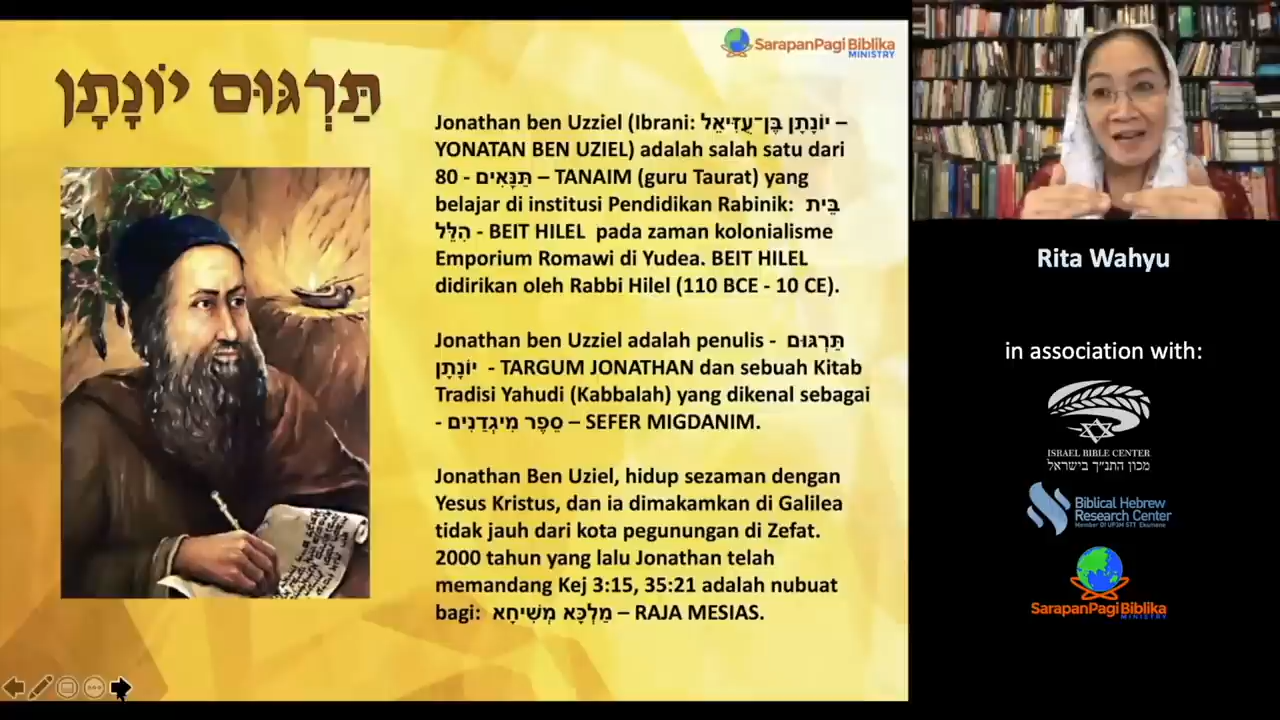 תַּרְגּוּם יוֹנָתָן
SarapanPagi Biblika
MINISTRY
Jonathan ben Uzziel (Ibrani: יוֹנָתָן בֶּן־עֻזִיאֵל –
YONATAN BEN UZIEL) adalah salah satu dari
80 - תַּנָּאִים – TANAIM (guru Taurat) yang
belajar di institusi Pendidikan Rabinik: בֵּית
הִלֵּל - BEIT HILEL pada zaman kolonialisme
Emporium Romawi di Yudea. BEIT HILEL
didirikan oleh Rabbi Hilel (110 BCE - 10 CE).
Jonathan ben Uzziel adalah penulis - תַּרְגּוּם
יוֹנָתָן - TARGUM JONATHAN dan sebuah Kitab
Tradisi Yahudi (Kabbalah) yang dikenal sebagai
- סֵפֶר מִיגְדַנִים – SEFER MIGDANIM.
Jonathan Ben Uziel, hidup sezaman dengan
Yesus Kristus, dan ia dimakamkan di Galilea
tidak jauh dari kota pegunungan di Zefat.
2000 tahun yang lalu Jonathan telah
memandang Kej 3:15, 35:21 adalah nubuat
bagi: מַלְכָּא מְשִׁיחָא – RAJA MESIAS.
Rita Wahyu
in association with:
ISRAEL BIBLE CENTER
מכון התנ״ך בישראל
Biblical Hebrew
Research Center
Member Of UP3M STT Ekumene
SarapanPagi Biblika
MINISTRY